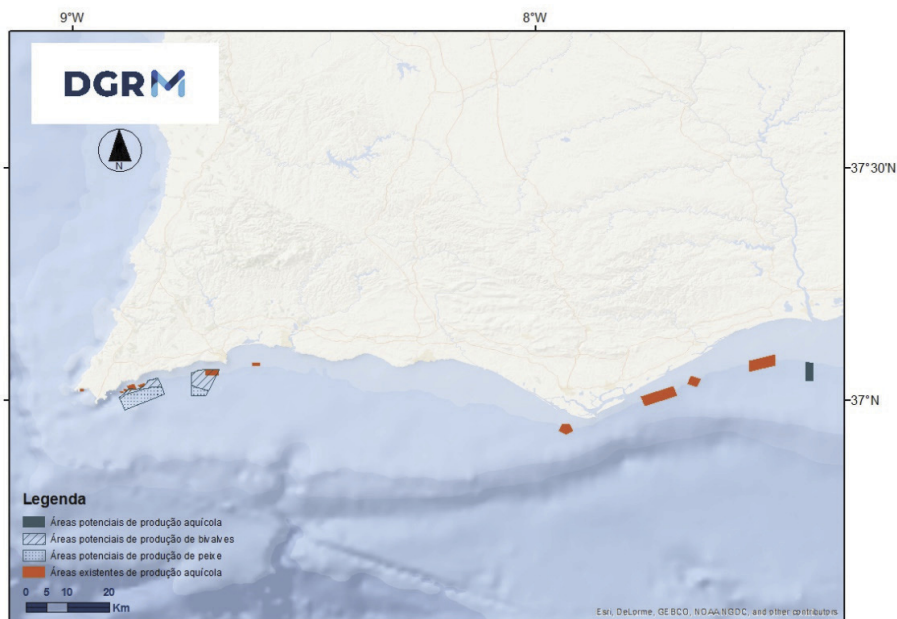 9°W
8°W
DGRM
N
37°30'N
37°N
Legenda
Áreas potenciais de produção aquícola
Áreas potenciais de produção de bivalves
Áreas potenciais de produção de peixe
Áreas existentes de produção aquícola
0 5 10 20
Km
Esri, DeLorme, GEBCO, NOAA NGDC, and other contributors